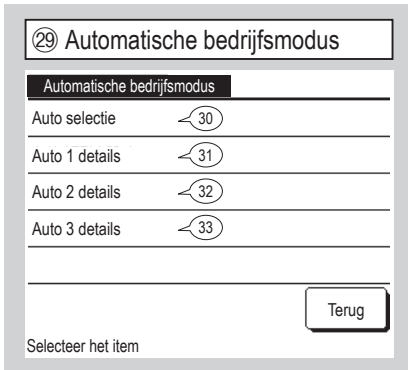 ㉙ Automatische bedrijfsmodus
Automatische bedrijfsmodus
Auto selectie 30
Auto 1 details 31
Auto 2 details 32
Auto 3 details 33
Terug
Selecteer het item